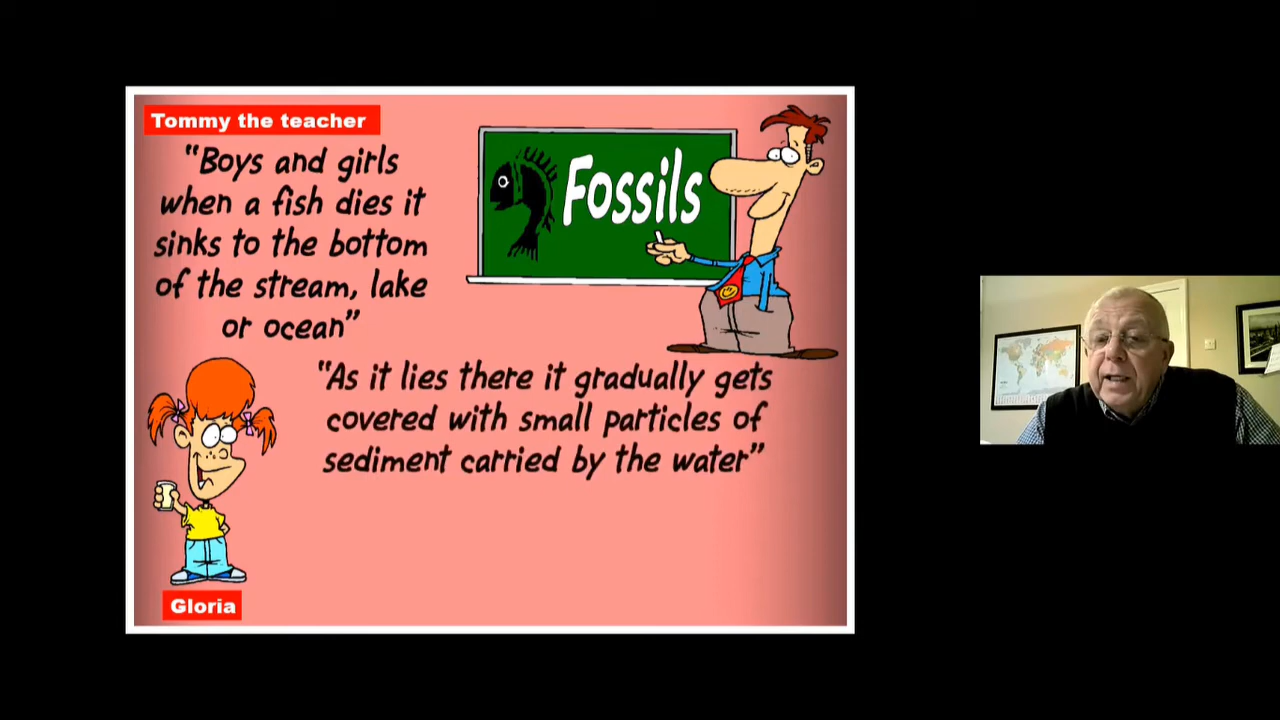 Tommy the teacher
"Boys and girls
when a fish dies it
sinks to the bottom
of the stream, lake
or ocean"
Fossils
"As it lies there it gradually gets
covered with small particles of
sediment carried by the water"
Gloria